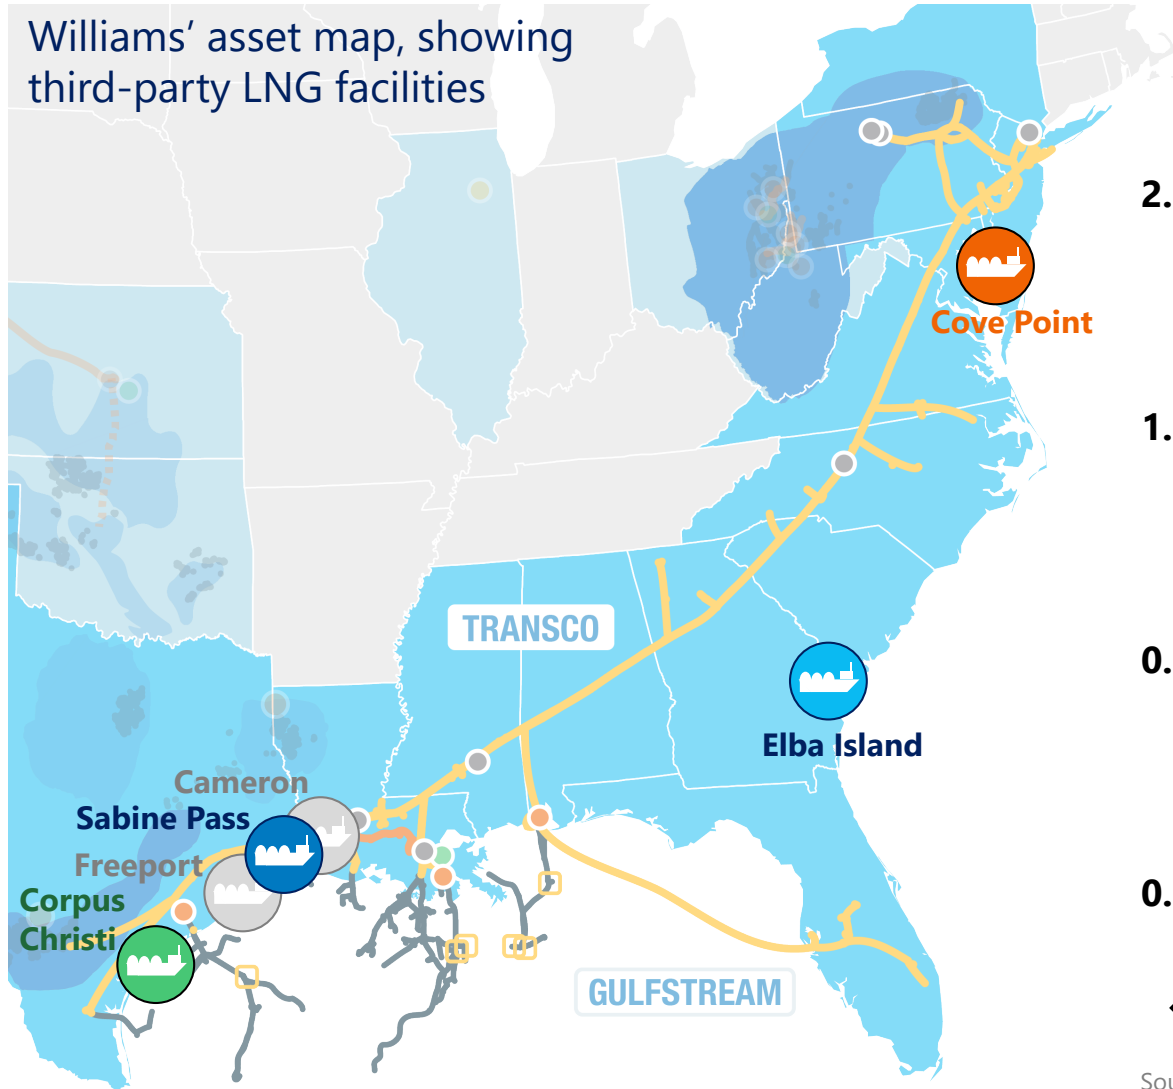 Williams’ asset map, showing
third-party LNG facilities
2.
Cove Point
1.
TRANSCO
0.
Elba Island
Cameron
Sabine Pass
Freeport
Corpus
Christi
0.
GULFSTREAM
Sou